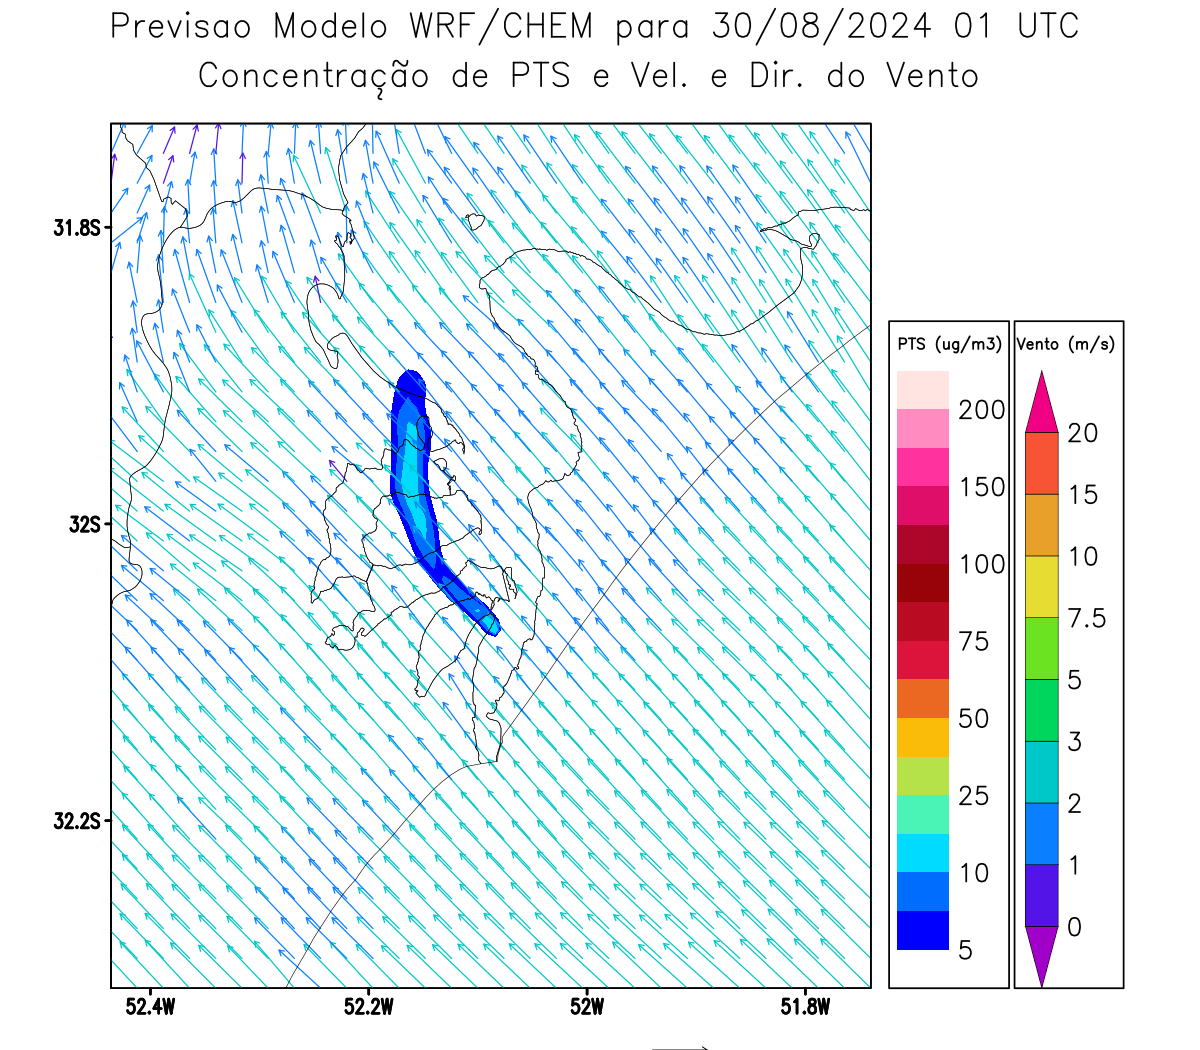 Previsao Modelo WRF/CHEM para 30/08/2024 01 UTC
Concentração de PTS e Vel. e Dir. do Vento
31.8S
32S
32.2S
52.4W
52.2W
52W
51.8W
PTS (ug/m3)
200
150
100
75
50
25
10
5
Vento (m/s)
20
15
10
7.5
5
3
2
1
0